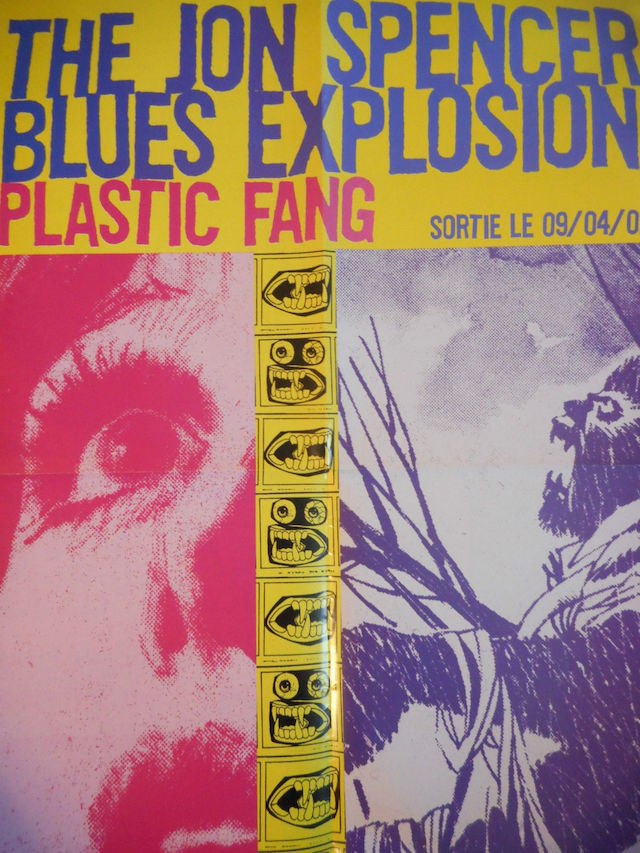 THE JON SPENCER
BLUES EXPLOSION
PLASTIC FANG
SORTIE LE 09/04/0